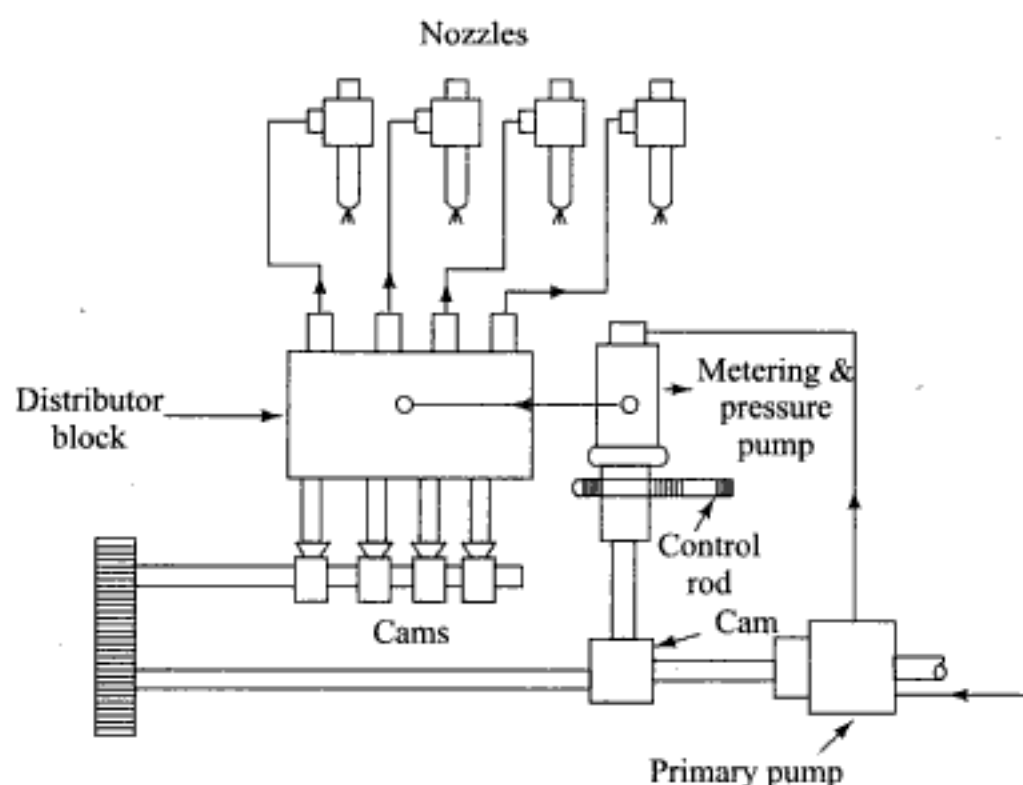 Nozzles
Distributor
block
Metering &
pressure
pump
Control
rod
Cam
Cams
Primary pump